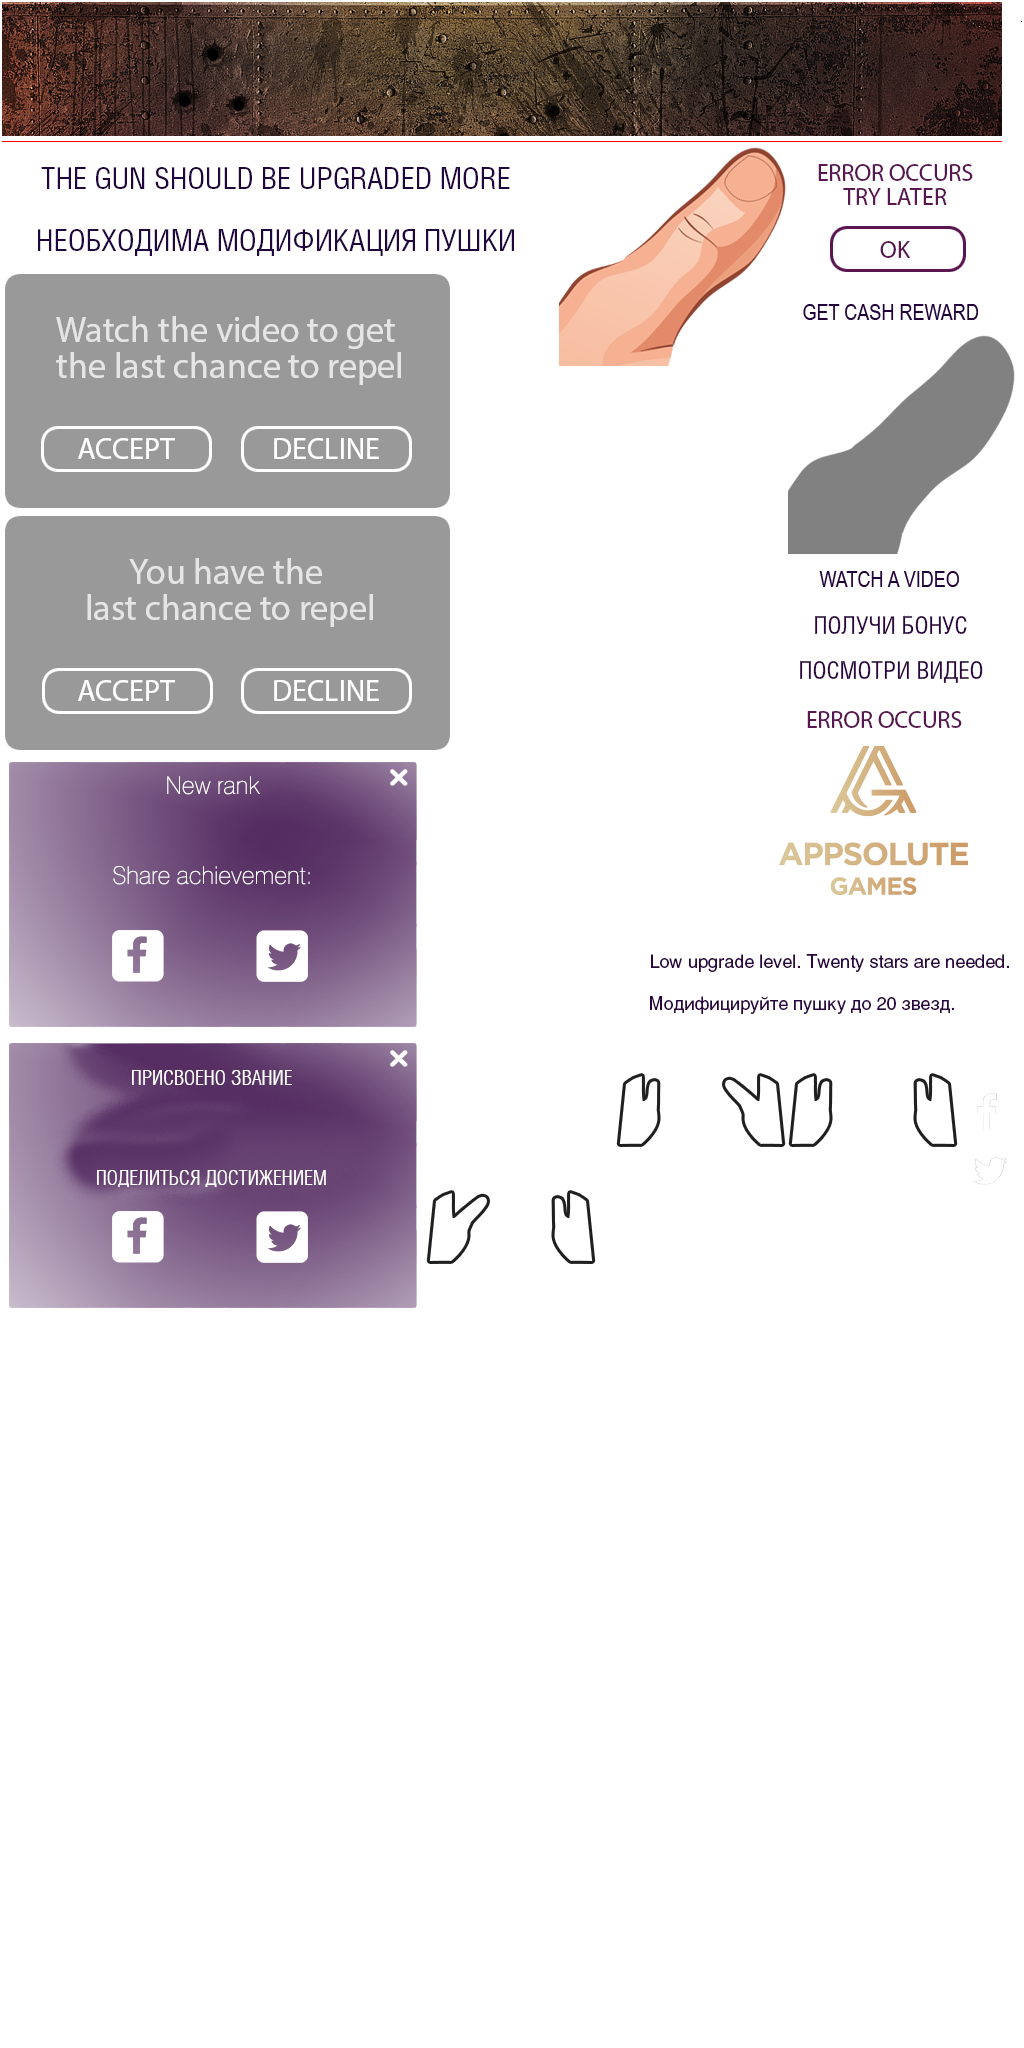 THE GUN SHOULD BE UPGRADED MORE
НЕОБХОДИМА МОДИФИКАЦИЯ ПУШКИ
Watch the video to get
the last chance to repel
ACCEPT
DECLINE
You have the
last chance to repel
ACCEPT
DECLINE
New rank
Share achievement:
ПРИСВОЕНО ЗВАНИЕ
ПОДЕЛИТЬСЯ ДОСТИЖЕНИЕМ
ERROR OCCURS
TRY LATER
OK
GET CASH REWARD
WATCH A VIDEO
ПОЛУЧИ БОНУС
ПОСМОТРИ ВИДЕО
ERROR OCCURS
APPSOLUTE
GAMES
Low upgrade level. Twenty stars are needed.
Модифицируйте пушку до 20 звезд.